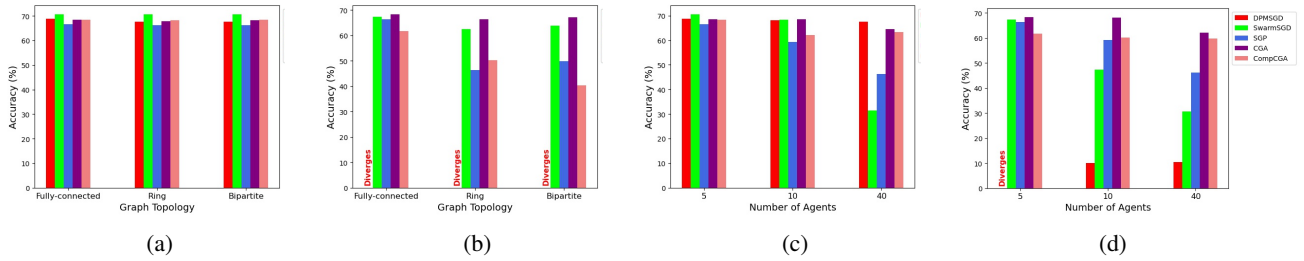 Accuracy (%)
70
60
50
40
30
20
10
0
Fully-connected
Ring
Bipartite
Graph Topology
(a)
Accuracy (%)
70
60
50
40
30
20
10
0
Diverges
Diverges
Diverges
Fully-connected
Ring
Bipartite
Graph Topology
(b)
Accuracy (%)
70
60
50
40
30
20
10
0
5
10
40
Number of Agents
(c)
Accuracy (%)
70
60
50
40
30
20
10
0
Diverges
5
10
40
Number of Agents
(d)
DPMSGD
SwarmSGD
SGP
CGA
CompCGA